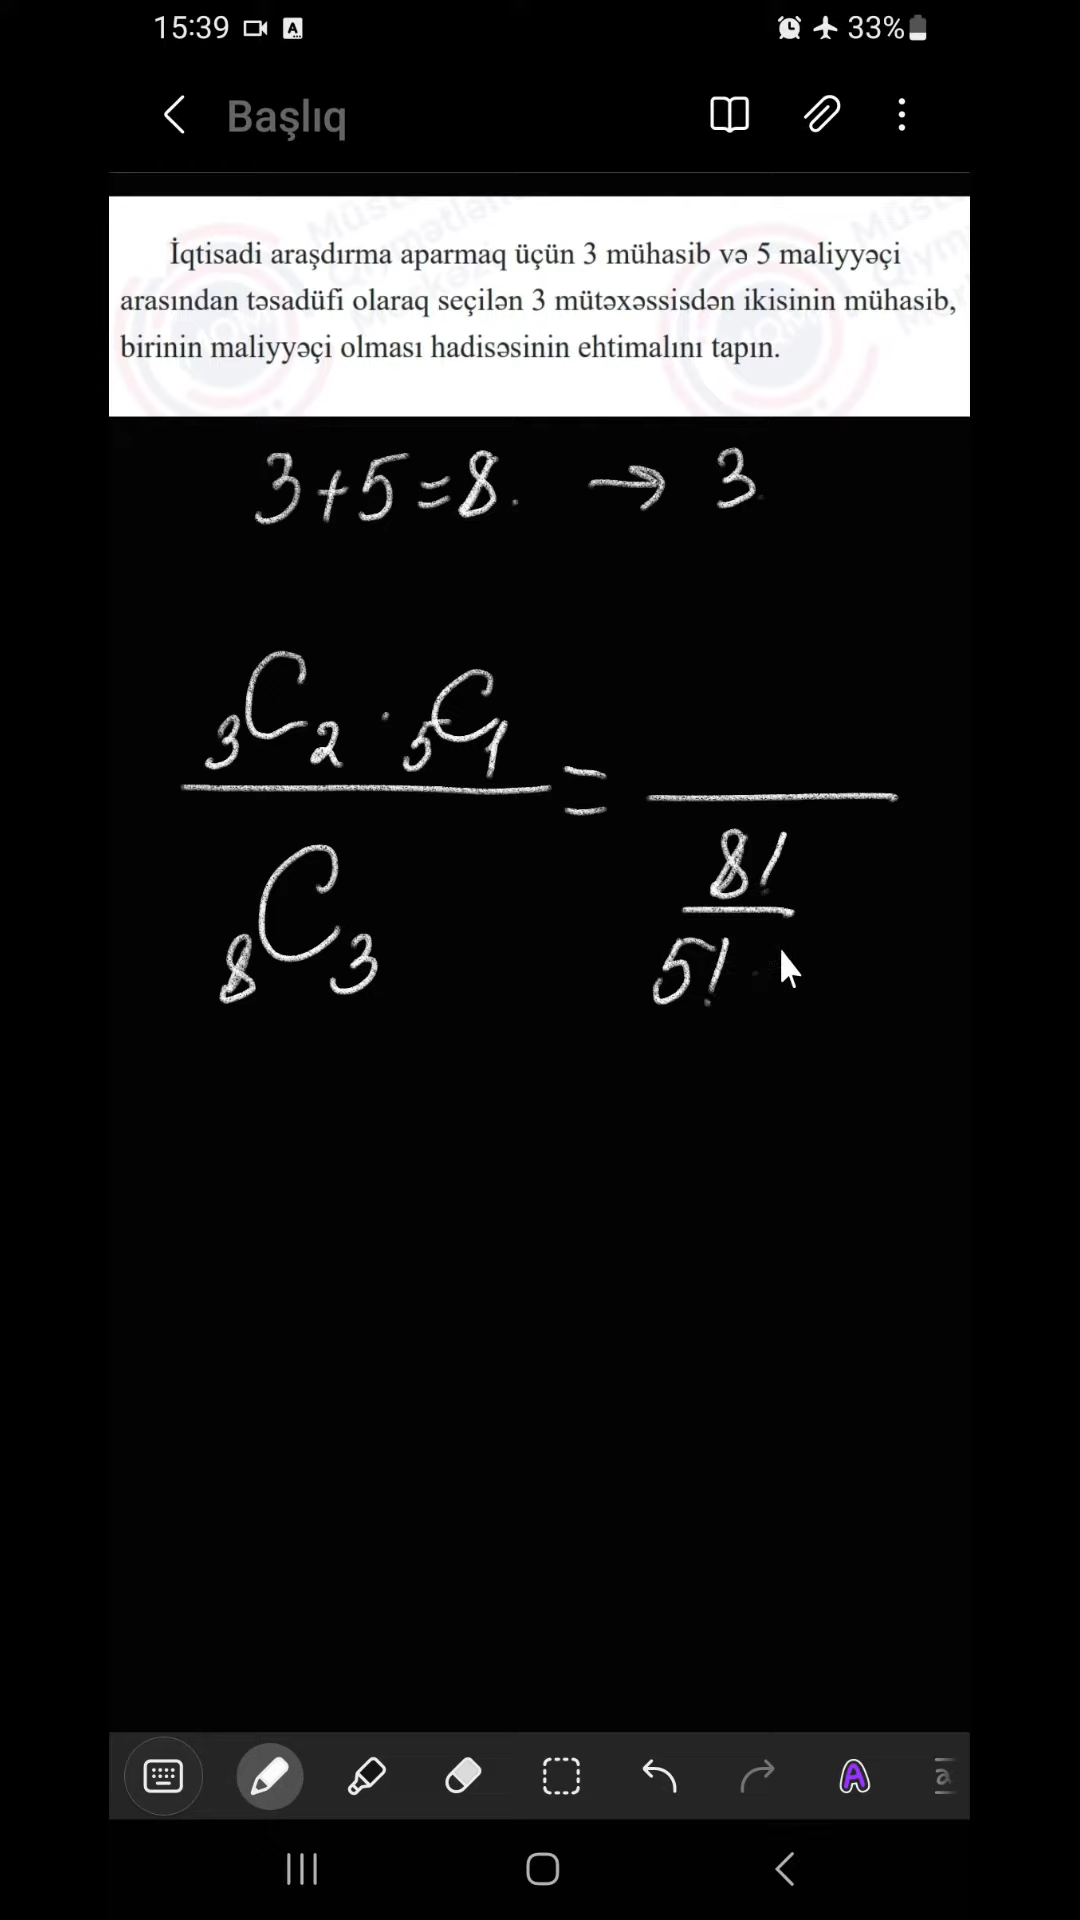 15:39 33%
Başlıq
İqtisadi araşdırma aparmaq üçün 3 mühasib və 5 maliyyəçi
arasından təsadüfi olaraq seçilən 3 mütəxəssisdən ikisinin mühasib,
birinin maliyyəçi olması hadisəsinin ehtimalını tapın.
3+5=8. → 3.
₃C₂ · ₅C₁ =
₈C₃
8!
5! ·
A